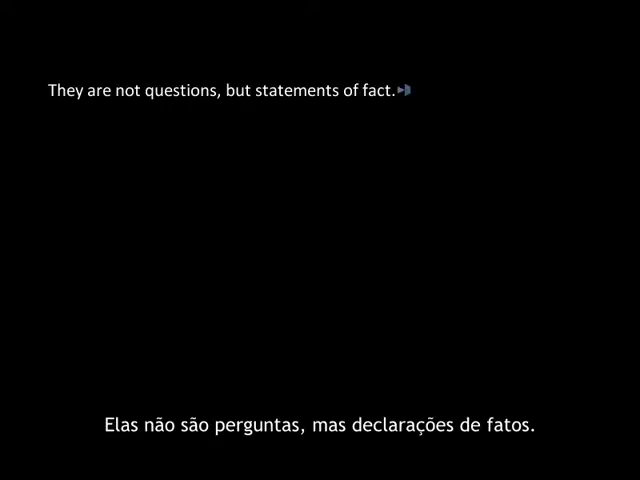 They are not questions, but statements of fact.
Elas não são perguntas, mas declarações de fatos.